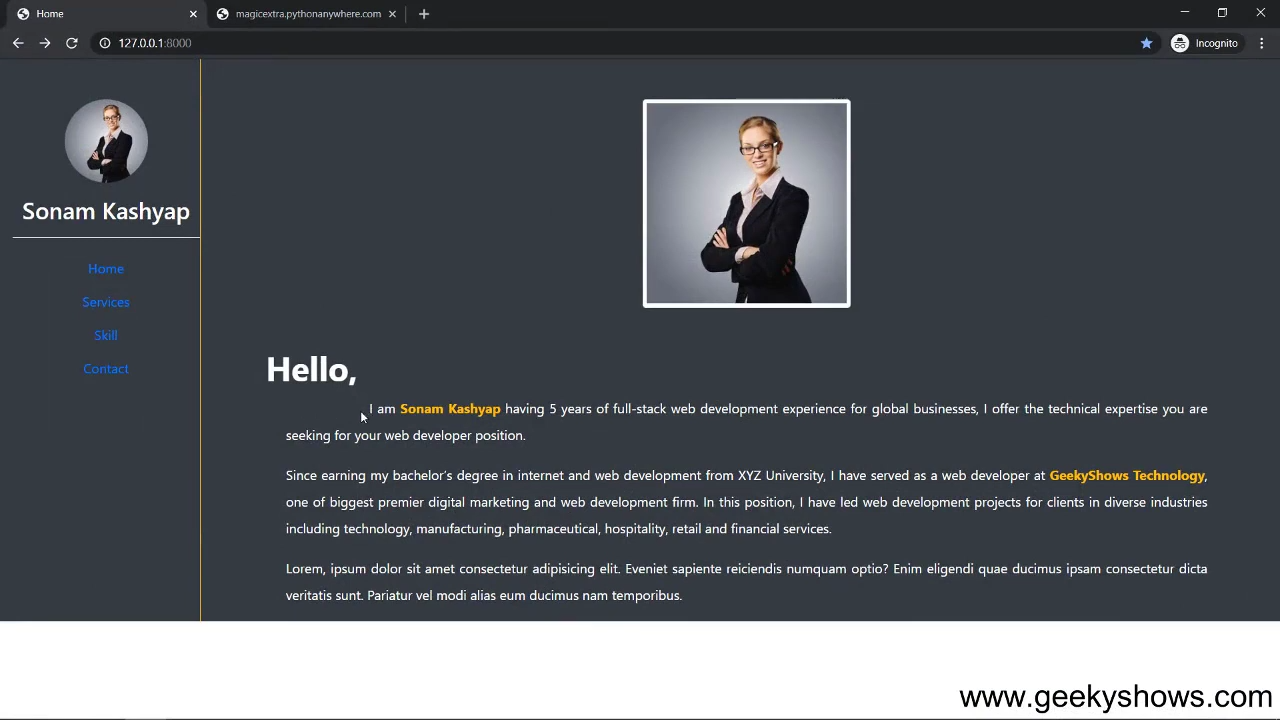 Home
magicextra.pythonanywhere.com
127.0.0.1:8000
Incognito
Sonam Kashyap
Home
Services
Skill
Contact
Hello,
I am Sonam Kashyap having 5 years of full-stack web development experience for global businesses, I offer the technical expertise you are
seeking for your web developer position.
Since earning my bachelor's degree in internet and web development from XYZ University, I have served as a web developer at GeekyShows Technology,
one of biggest premier digital marketing and web development firm. In this position, I have led web development projects for clients in diverse industries
including technology, manufacturing, pharmaceutical, hospitality, retail and financial services.
Lorem, ipsum dolor sit amet consectetur adipisicing elit. Eveniet sapiente reiciendis numquam optio? Enim eligendi quae ducimus ipsam consectetur dicta
veritatis sunt. Pariatur vel modi alias eum ducimus nam temporibus.
www.geekyshows.com